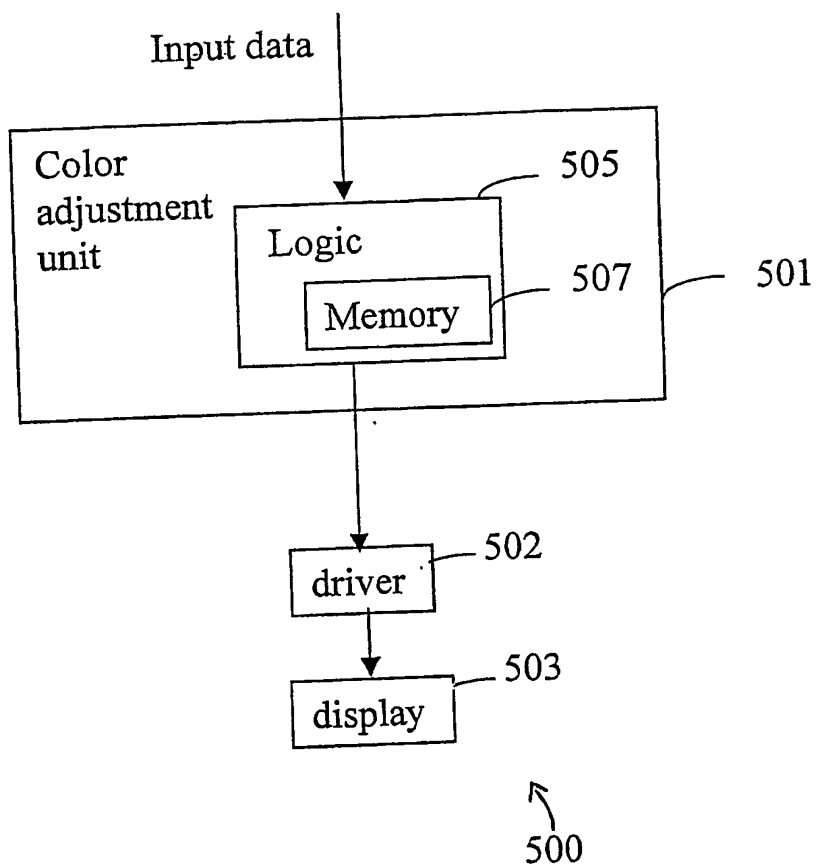 Input data
Color
adjustment
unit
505
Logic
507
501
Memory
502
driver
503
display
500